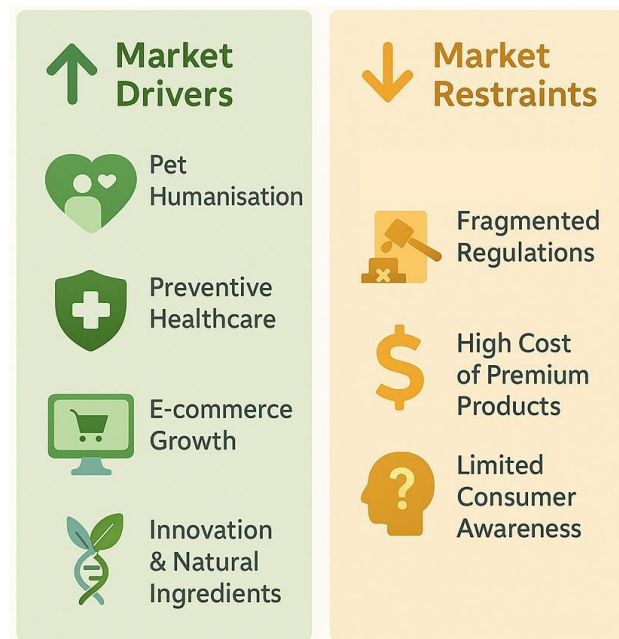 Market
Drivers
Pet
Humanisation
Preventive
Healthcare
E-commerce
Growth
Innovation
& Natural
Ingredients
Market
Restraints
Fragmented
Regulations
$
High Cost
of Premium
Products
?
Limited
Consumer
Awareness